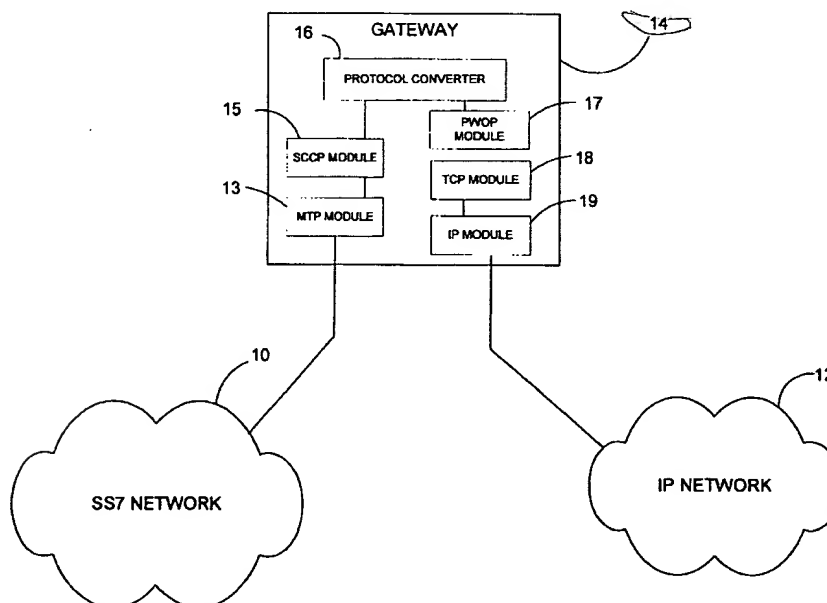 14
16
GATEWAY
PROTOCOL CONVERTER
15
17
PWOP
MODULE
SCCP MODULE
18
TCP MODULE
13
19
MTP MODULE
IP MODULE
10
12
SS7 NETWORK
IP NETWORK